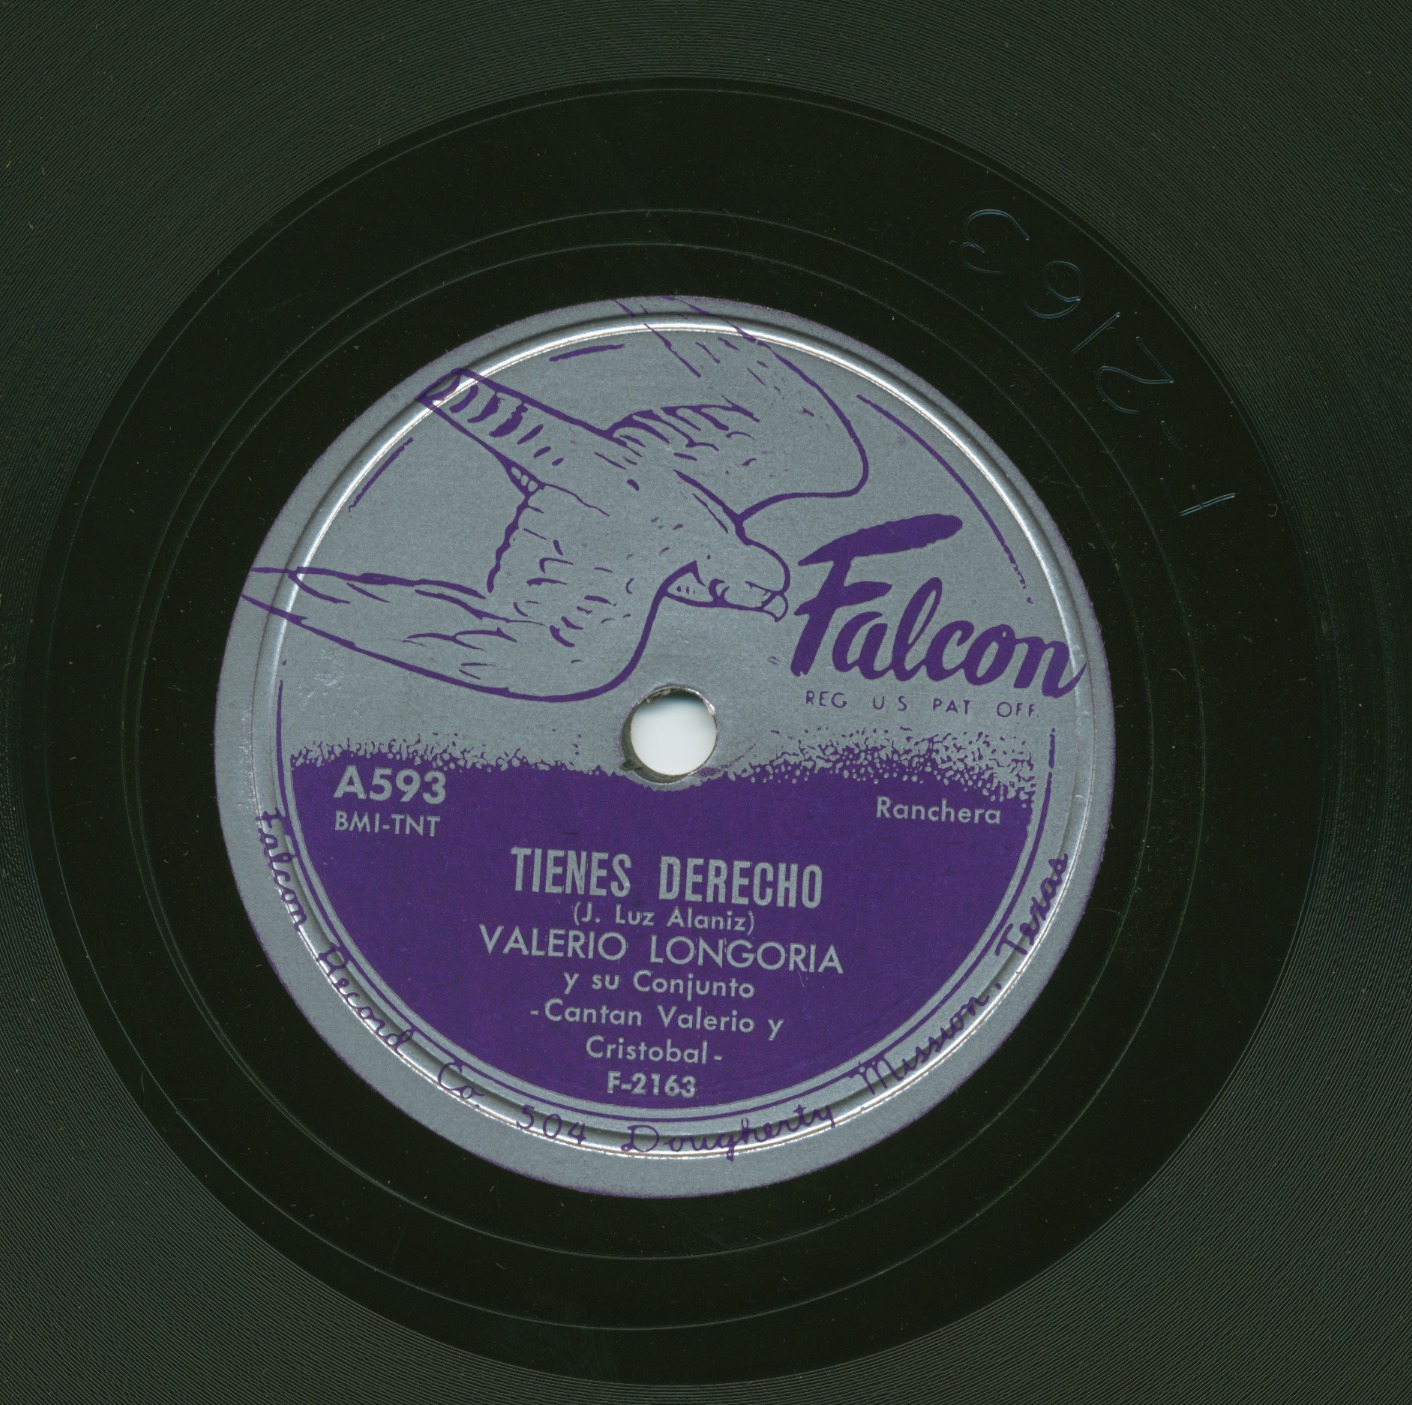 Falcon
REG U S PAT OFF.
A593
BMI-TNT
Ranchera
TIENES DERECHO
(J. Luz Alaniz)
VALERIO LONGORIA
y su Conjunto
-Cantan Valerio y
Cristobal-
F-2163
Falcon Record Co. 504 Dougherty Mission, Texas
F-2163